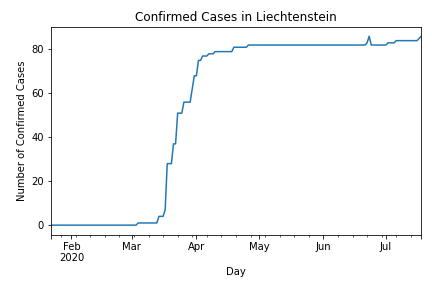 Confirmed Cases in Liechtenstein
Number of Confirmed Cases
80
60
40
20
0
Feb Mar Apr May Jun Jul
2020
Day